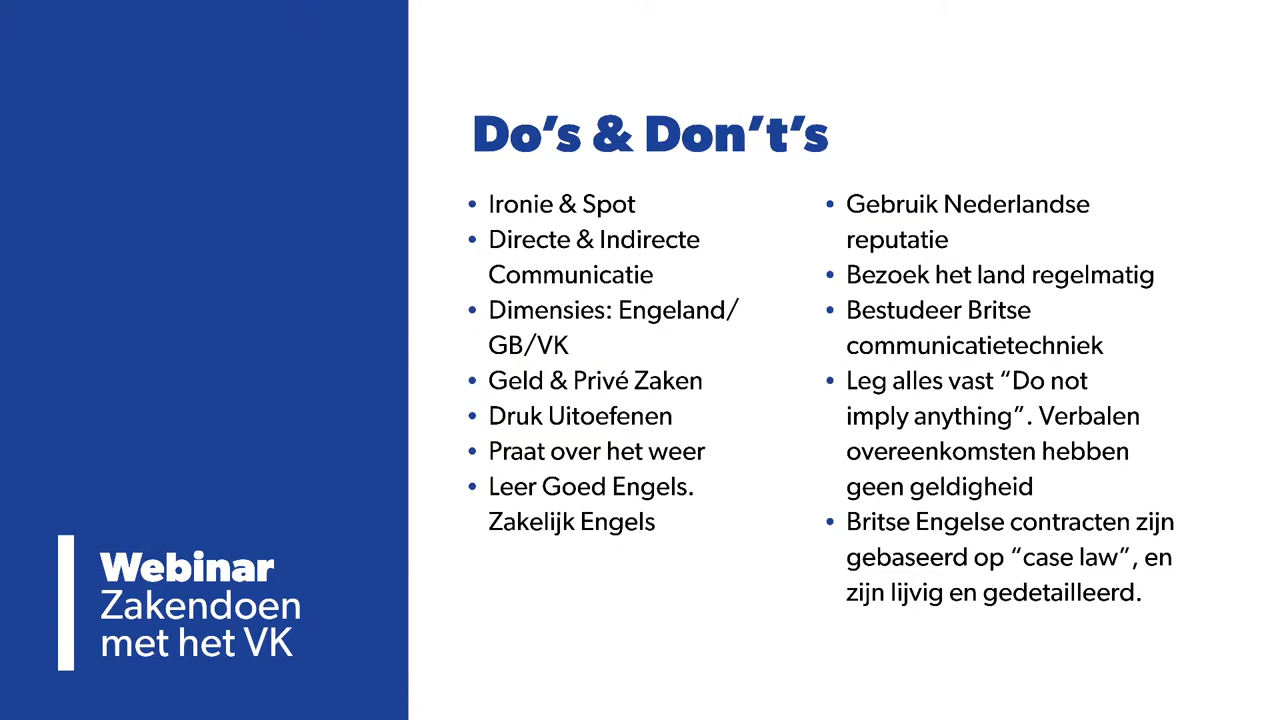 Do's & Don't's
• Ironie & Spot
• Directe & Indirecte
Communicatie
• Dimensies: Engeland/
GB/VK
• Geld & Privé Zaken
• Druk Uitoefenen
• Praat over het weer
• Leer Goed Engels.
Zakelijk Engels
• Gebruik Nederlandse
reputatie
• Bezoek het land regelmatig
• Bestudeer Britse
communicatietechniek
• Leg alles vast “Do not
imply anything”. Verbalen
overeenkomsten hebben
geen geldigheid
• Britse Engelse contracten zijn
gebaseerd op “case law”, en
zijn lijvig en gedetailleerd.
Webinar
Zakendoen
met het VK